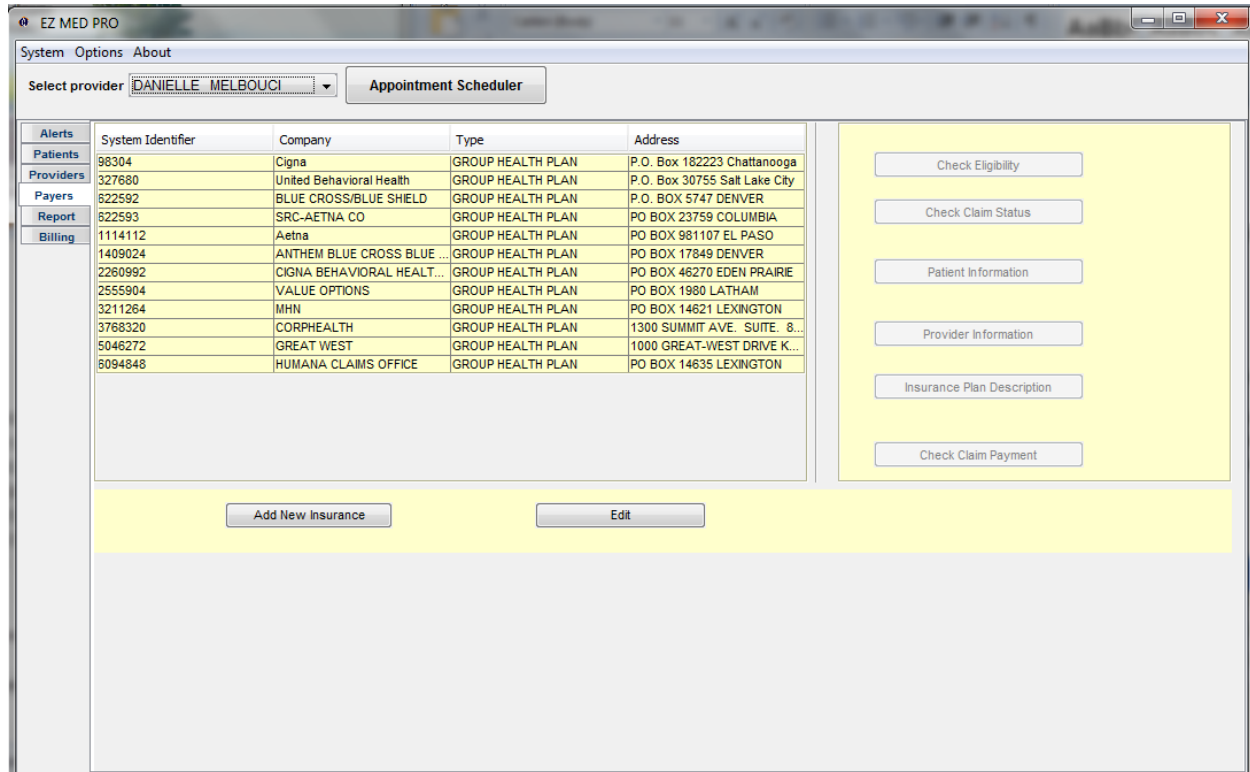 EZ MED PRO
System Options About
Select provider DANIELLE MELBOUCI Appointment Scheduler
Alerts
Patients
Providers
Payers
Report
Billing
System Identifier Company Type Address
98304 Cigna GROUP HEALTH PLAN P.O. Box 182223 Chattanooga
327680 United Behavioral Health GROUP HEALTH PLAN P.O. Box 30755 Salt Lake City
622592 BLUE CROSS/BLUE SHIELD GROUP HEALTH PLAN P.O. BOX 5747 DENVER
622593 SRC-AETNA CO GROUP HEALTH PLAN PO BOX 23759 COLUMBIA
1114112 Aetna GROUP HEALTH PLAN PO BOX 981107 EL PASO
1409024 ANTHEM BLUE CROSS BLUE ... GROUP HEALTH PLAN PO BOX 17849 DENVER
2260992 CIGNA BEHAVIORAL HEALT... GROUP HEALTH PLAN PO BOX 46270 EDEN PRAIRIE
2555904 VALUE OPTIONS GROUP HEALTH PLAN PO BOX 1980 LATHAM
3211264 MHN GROUP HEALTH PLAN PO BOX 14621 LEXINGTON
3768320 CORPHEALTH GROUP HEALTH PLAN 1300 SUMMIT AVE. SUITE. 8...
5046272 GREAT WEST GROUP HEALTH PLAN 1000 GREAT-WEST DRIVE K...
6094848 HUMANA CLAIMS OFFICE GROUP HEALTH PLAN PO BOX 14635 LEXINGTON
Check Eligibility
Check Claim Status
Patient Information
Provider Information
Insurance Plan Description
Check Claim Payment
Add New Insurance Edit